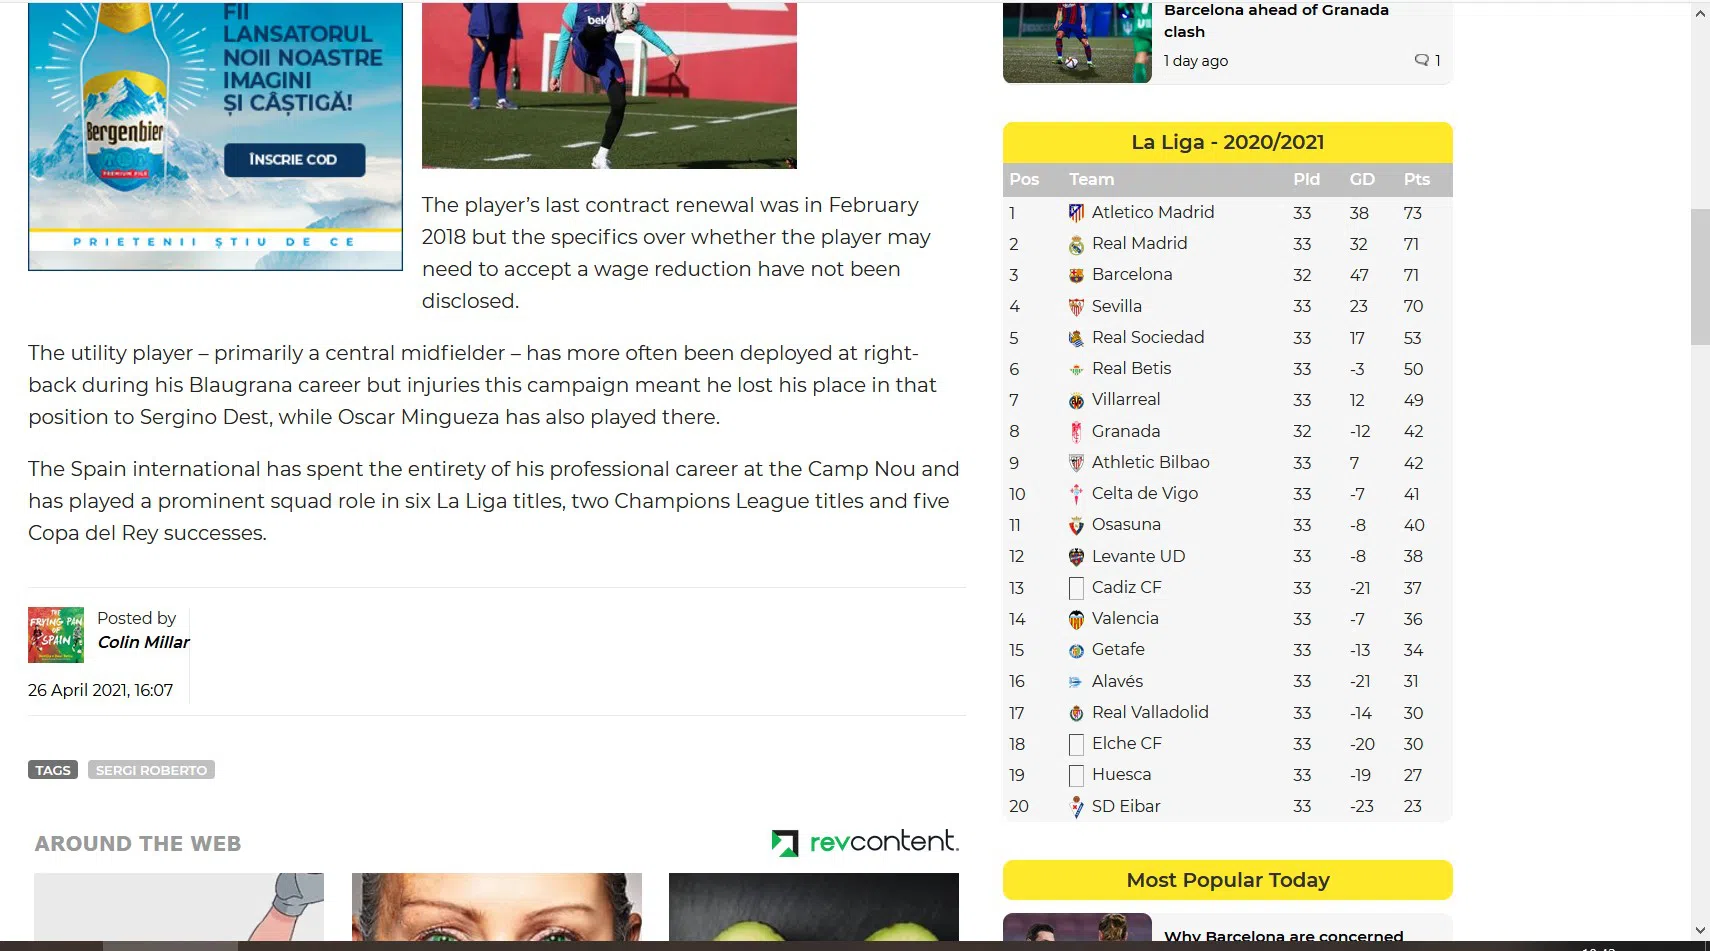 FII
LANSATORUL
NOII NOASTRE
IMAGINI
ȘI CÂȘTIGĂ!
Bergenbier
PREMIUM PILS
ÎNSCRIE COD
PRIETENII ȘTIU DE CE
bek
The player’s last contract renewal was in February
2018 but the specifics over whether the player may
need to accept a wage reduction have not been
disclosed.
The utility player – primarily a central midfielder – has more often been deployed at right-
back during his Blaugrana career but injuries this campaign meant he lost his place in that
position to Sergino Dest, while Oscar Mingueza has also played there.
The Spain international has spent the entirety of his professional career at the Camp Nou and
has played a prominent squad role in six La Liga titles, two Champions League titles and five
Copa del Rey successes.
THE
FRYING PAN
OF
SPAIN
Posted by
Colin Millar
26 April 2021, 16:07
TAGS SERGI ROBERTO
AROUND THE WEB
revcontent.
Barcelona ahead of Granada
clash
1 day ago 1
La Liga - 2020/2021
Pos Team Pld GD Pts
1 Atletico Madrid 33 38 73
2 Real Madrid 33 32 71
3 Barcelona 32 47 71
4 Sevilla 33 23 70
5 Real Sociedad 33 17 53
6 Real Betis 33 -3 50
7 Villarreal 33 12 49
8 Granada 32 -12 42
9 Athletic Bilbao 33 7 42
10 Celta de Vigo 33 -7 41
11 Osasuna 33 -8 40
12 Levante UD 33 -8 38
13 Cadiz CF 33 -21 37
14 Valencia 33 -7 36
15 Getafe 33 -13 34
16 Alavés 33 -21 31
17 Real Valladolid 33 -14 30
18 Elche CF 33 -20 30
19 Huesca 33 -19 27
20 SD Eibar 33 -23 23
Most Popular Today
Why Barcelona are concerned